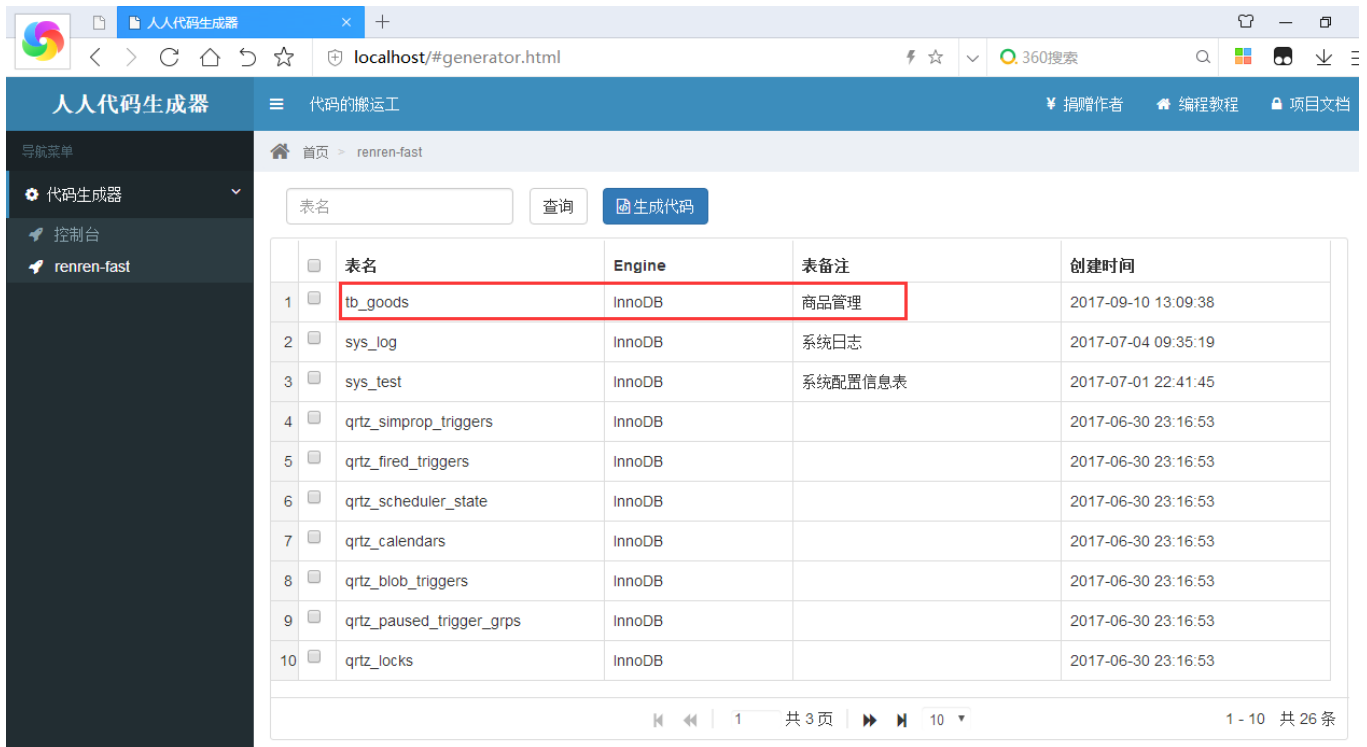 人人代码生成器
localhost/#generator.html
360搜索
人人代码生成器 代码的搬运工 ¥ 捐赠作者 编程教程 项目文档
导航菜单
首页 > renren-fast
代码生成器
控制台
renren-fast
表名 查询 生成代码
表名 Engine 表备注 创建时间
1 tb_goods InnoDB 商品管理 2017-09-10 13:09:38
2 sys_log InnoDB 系统日志 2017-07-04 09:35:19
3 sys_test InnoDB 系统配置信息表 2017-07-01 22:41:45
4 qrtz_simprop_triggers InnoDB 2017-06-30 23:16:53
5 qrtz_fired_triggers InnoDB 2017-06-30 23:16:53
6 qrtz_scheduler_state InnoDB 2017-06-30 23:16:53
7 qrtz_calendars InnoDB 2017-06-30 23:16:53
8 qrtz_blob_triggers InnoDB 2017-06-30 23:16:53
9 qrtz_paused_trigger_grps InnoDB 2017-06-30 23:16:53
10 qrtz_locks InnoDB 2017-06-30 23:16:53
1 共 3 页 10 1 - 10 共 26 条